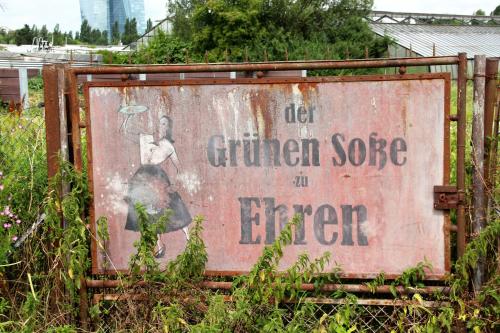 der
Grünen Soße
zu
Ehren